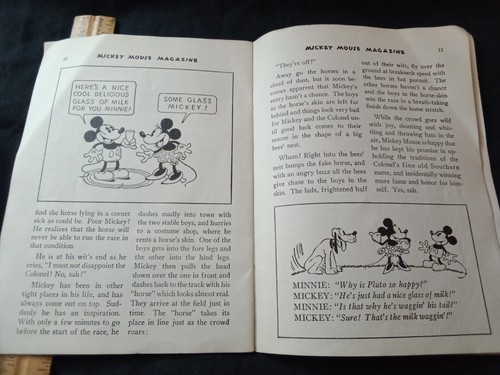 12
MICKEY MOUSE MAGAZINE
HERE'S A NICE
COOL DELICIOUS
GLASS OF MILK
FOR YOU MINNIE!
SOME GLASS
MICKEY!
find the horse lying in a corner
sick as could be. Poor Mickey!
He realizes that the horse will
never be able to run the race in
that condition.
He is at his wit's end as he
cries, "I must not disappoint the
Colonel! No, sah!"
Mickey has been in other
tight places in his life, and has
always come out on top. Sud-
denly he has an inspiration.
With only a few minutes to go
before the start of the race, he
dashes madly into town with
the two stable boys, and hurries
to a costume shop, where he
rents a horse's skin. One of the
boys gets into the fore legs and
the other into the hind legs.
Mickey then pulls the head
down over the one in front and
dashes back to the track with his
"horse" which looks almost real.
They arrive at the field just in
time. The "horse" takes its
place in line just as the crowd
roars:
MICKEY MOUSE MAGAZINE
13
"They're off!"
Away go the horses in a
cloud of dust, but it soon be-
comes apparent that Mickey's
entry hasn't a chance. The boys
in the horse's skin are left far
behind and things look very bad
for Mickey and the Colonel un-
til good luck comes to their
rescue in the shape of a big
bees' nest.
Wham! Right into the bees'
nest bumps the fake horse, and
with an angry buzz all the bees
give chase to the boys in the
skin. The lads, frightened half
out of their wits, fly over the
ground at breakneck speed with
the bees in hot pursuit. The
other horses haven't a chance
and the boys in the horse-skin
win the race in a breath-taking
finish down the home stretch.
While the crowd goes wild
with joy, shouting and whis-
tling and throwing hats in the
air, Mickey Mouse is happy that
he has kept his promise in up-
holding the traditions of the
Colonel's fine old Southern
name, and incidentally winning
more fame and honor for him-
self. Yes, sah.
MINNIE: "Why is Pluto so happy?"
MICKEY: "He's just had a nice glass of milk!"
MINNIE: "Is that why he's waggin' his tail?"
MICKEY: "Sure! That's the milk waggin'!"